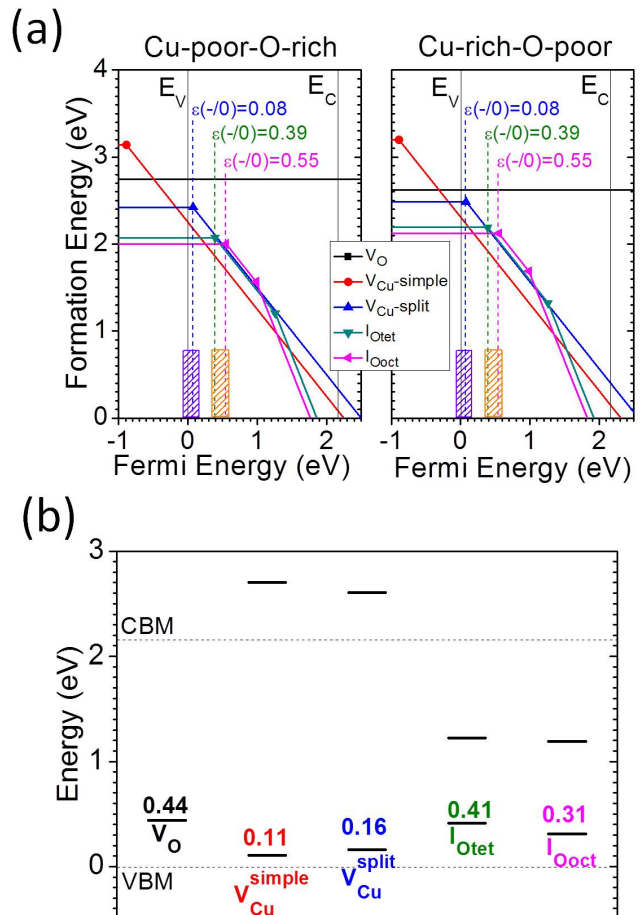 (a)
Cu-poor-O-rich
Cu-rich-O-poor
Formation Energy (eV)
4
3
2
1
0
E_V
E_C
ε(-/0)=0.08
ε(-/0)=0.39
ε(-/0)=0.55
E_V
E_C
ε(-/0)=0.08
ε(-/0)=0.39
ε(-/0)=0.55
V_O
V_Cu-simple
V_Cu-split
I_Otet
I_Ooct
-1 0 1 2
-1 0 1 2
Fermi Energy (eV)
Fermi Energy (eV)
(b)
Energy (eV)
3
2
1
0
CBM
0.44
V_O
0.11
V_Cu^simple
0.16
V_Cu^split
0.41
I_Otet
0.31
I_Ooct
VBM